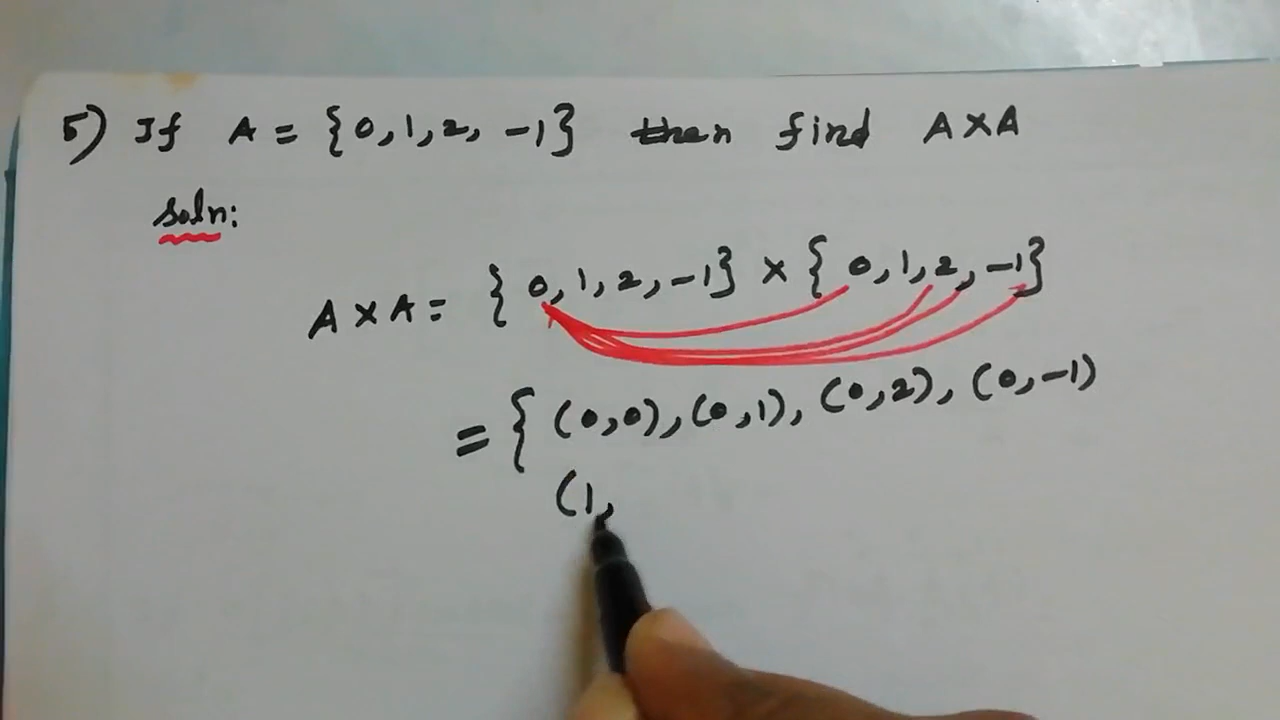 5) If A = {0, 1, 2, -1} then find A×A
Soln:
A×A = {0, 1, 2, -1} × {0, 1, 2, -1}
= { (0,0), (0,1), (0,2), (0,-1)
(1,